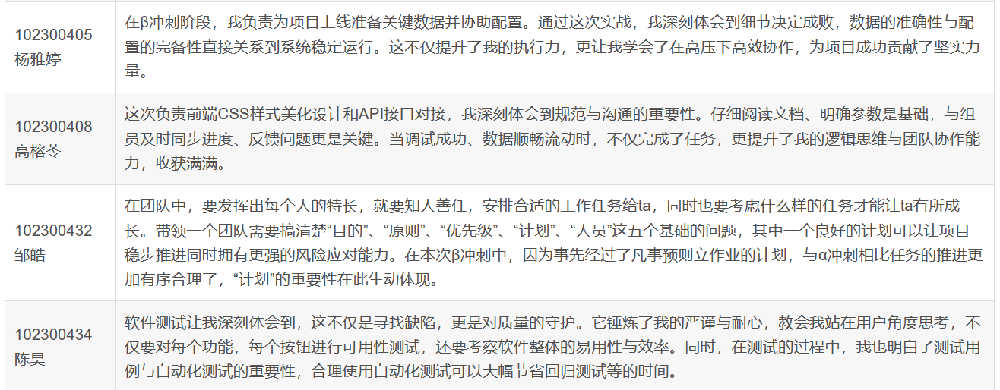 102300405
杨雅婷
在β冲刺阶段，我负责为项目上线准备关键数据并协助配置。通过这次实战，我深刻体会到细节决定成败，数据的准确性与配
置的完备性直接关系到系统稳定运行。这不仅提升了我的执行力，更让我学会了在高压下高效协作，为项目成功贡献了坚实力
量。
102300408
高榕苓
这次负责前端CSS样式美化设计和API接口对接，我深刻体会到规范与沟通的重要性。仔细阅读文档、明确参数是基础，与组
员及时同步进度、反馈问题更是关键。当调试成功、数据顺畅流动时，不仅完成了任务，更提升了我的逻辑思维与团队协作能
力，收获满满。
102300432
邹皓
在团队中，要发挥出每个人的特长，就要知人善任，安排合适的工作任务给ta，同时也要考虑什么样的任务才能让ta有所成
长。带领一个团队需要搞清楚“目的”、“原则”、“优先级”、“计划”、“人员”这五个基础的问题，其中一个良好的计划可以让项目
稳步推进同时拥有更强的风险应对能力。在本次β冲刺中，因为事先经过了凡事预则立作业的计划，与α冲刺相比任务的推进更
加有序合理了，“计划”的重要性在此生动体现。
102300434
陈昊
软件测试让我深刻体会到，这不仅是寻找缺陷，更是对质量的守护。它锤炼了我的严谨与耐心，教会我站在用户角度思考，不
仅要对每个功能，每个按钮进行可用性测试，还要考察软件整体的易用性与效率。同时，在测试的过程中，我也明白了测试用
例与自动化测试的重要性，合理使用自动化测试可以大幅节省回归测试等的时间。